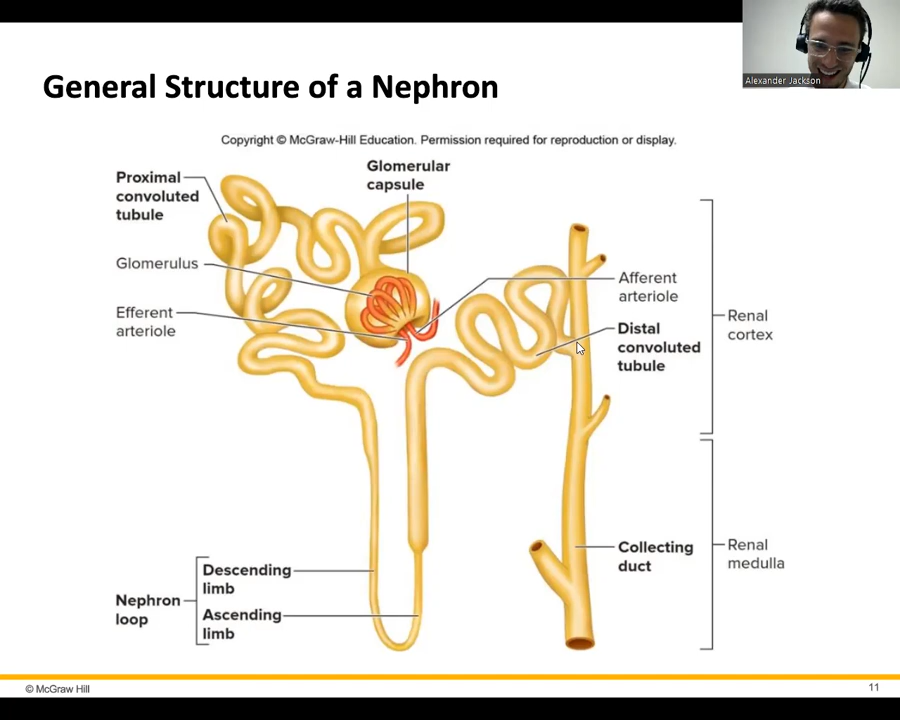 Alexander Jackson
General Structure of a Nephron
Copyright © McGraw-Hill Education. Permission required for reproduction or display.
Proximal
convoluted
tubule
Glomerular
capsule
Glomerulus
Efferent
arteriole
Afferent
arteriole
Distal
convoluted
tubule
Renal
cortex
Collecting
duct
Renal
medulla
Nephron
loop
Descending
limb
Ascending
limb
© McGraw Hill
11